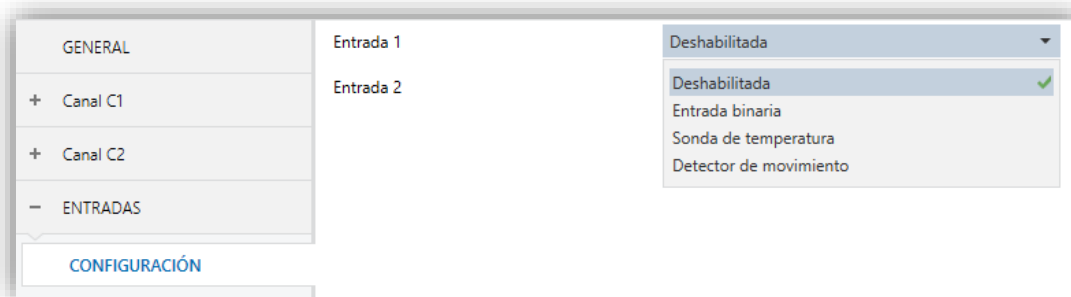 GENERAL
+ Canal C1
+ Canal C2
− ENTRADAS
CONFIGURACIÓN
Entrada 1
Deshabilitada
Entrada 2
Deshabilitada
Entrada binaria
Sonda de temperatura
Detector de movimiento